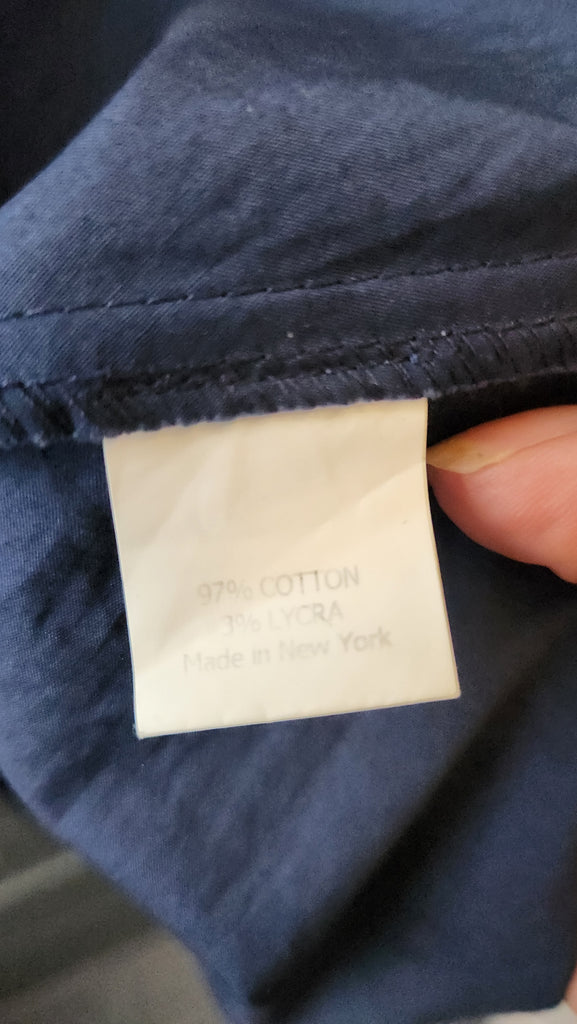 97% COTTON
3% LYCRA
Made in New York